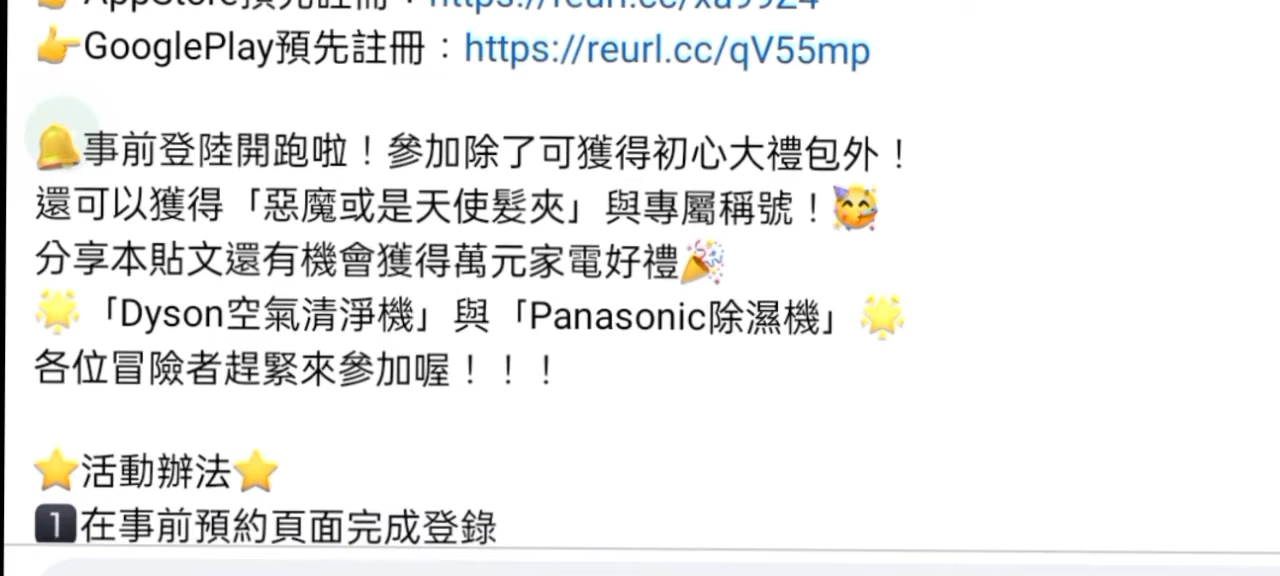 👉GooglePlay預先註冊：https://reurl.cc/qV55mp
🔔事前登陸開跑啦！參加除了可獲得初心大禮包外！
還可以獲得「惡魔或是天使髮夾」與專屬稱號！🥳
分享本貼文還有機會獲得萬元家電好禮🎉
🌟「Dyson空氣清淨機」與「Panasonic除濕機」🌟
各位冒險者趕緊來參加喔！！！
⭐活動辦法⭐
1️⃣在事前預約頁面完成登錄